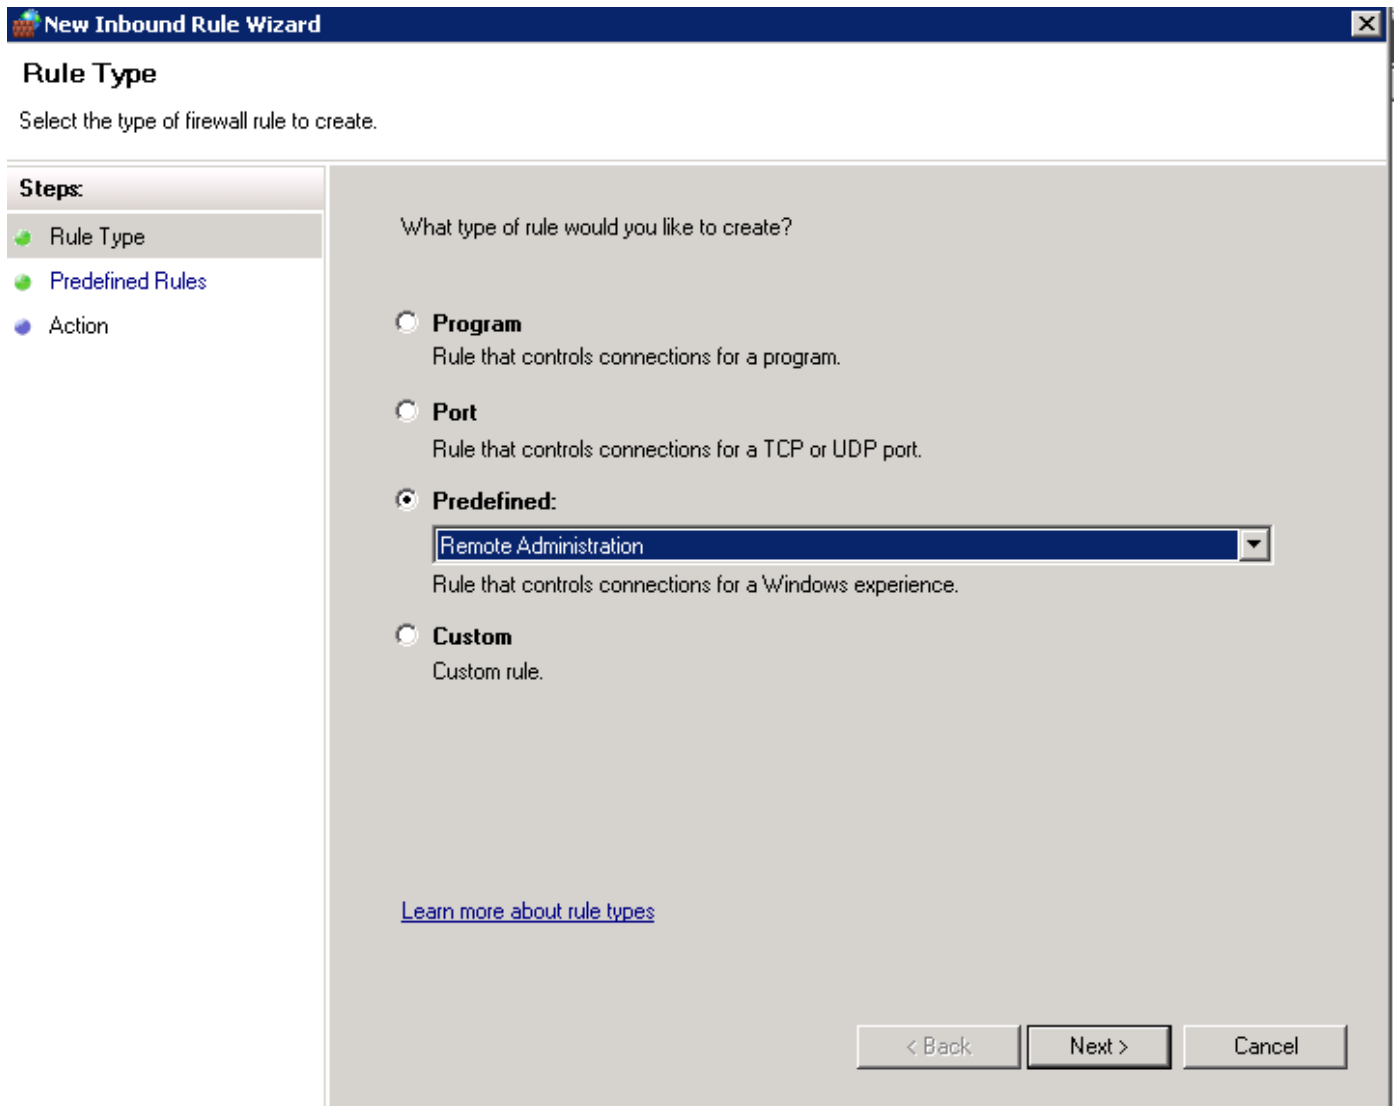 New Inbound Rule Wizard
Rule Type
Select the type of firewall rule to create.
Steps:
Rule Type
Predefined Rules
Action
What type of rule would you like to create?
Program
Rule that controls connections for a program.
Port
Rule that controls connections for a TCP or UDP port.
Predefined:
Remote Administration
Rule that controls connections for a Windows experience.
Custom
Custom rule.
Learn more about rule types
< Back Next > Cancel